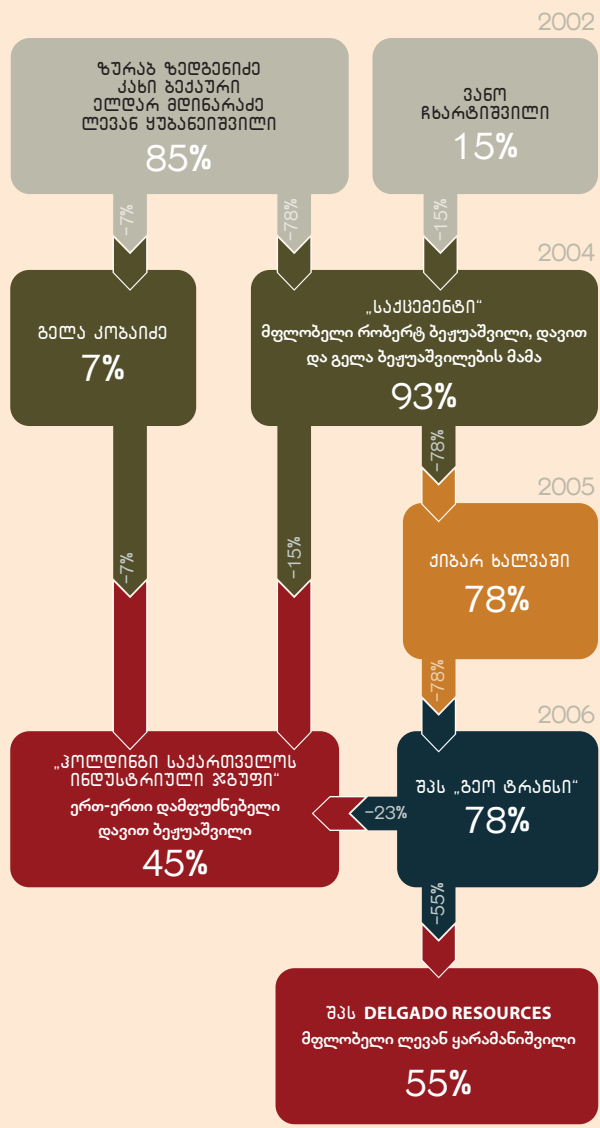 2002
ზურაბ ზედგენიძე
კახი ბექაური
ელდარ მდინარაძე
ლევან ყუბანეიშვილი
85%
ვანო
ჩხარტიშვილი
15%
-7%
-78%
-15%
2004
გელა კობაიძე
7%
„საქცემენტი“
მფლობელი რობერტ ბეჟუაშვილი, დავით
და გელა ბეჟუაშვილების მამა
93%
-78%
2005
-7%
-15%
ქიბარ ხალვაში
78%
-78%
2006
„ჰოლდინგი საქართველოს
ინდუსტრიული ჯგუფი“
ერთ-ერთი დამფუძნებელი
დავით ბეჟუაშვილი
45%
-23%
შპს „გეო ტრანსი“
78%
-55%
შპს DELGADO RESOURCES
მფლობელი ლევან ყარამანიშვილი
55%